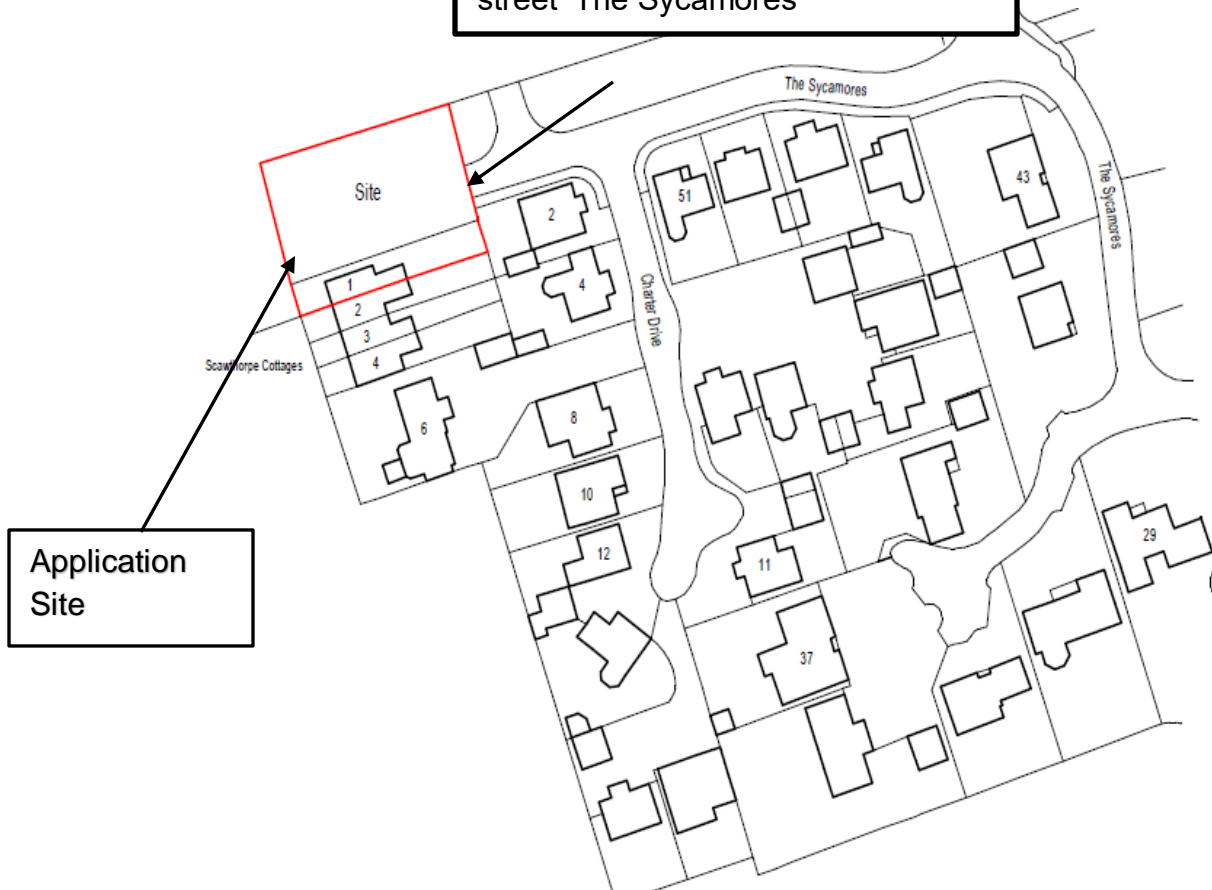 street 'The Sycamores'
The Sycamores
The Sycamores
Site
1
2
3
4
Scawthorpe Cottages
2
4
6
8
10
12
Charter Drive
51
43
11
37
29
Application
Site